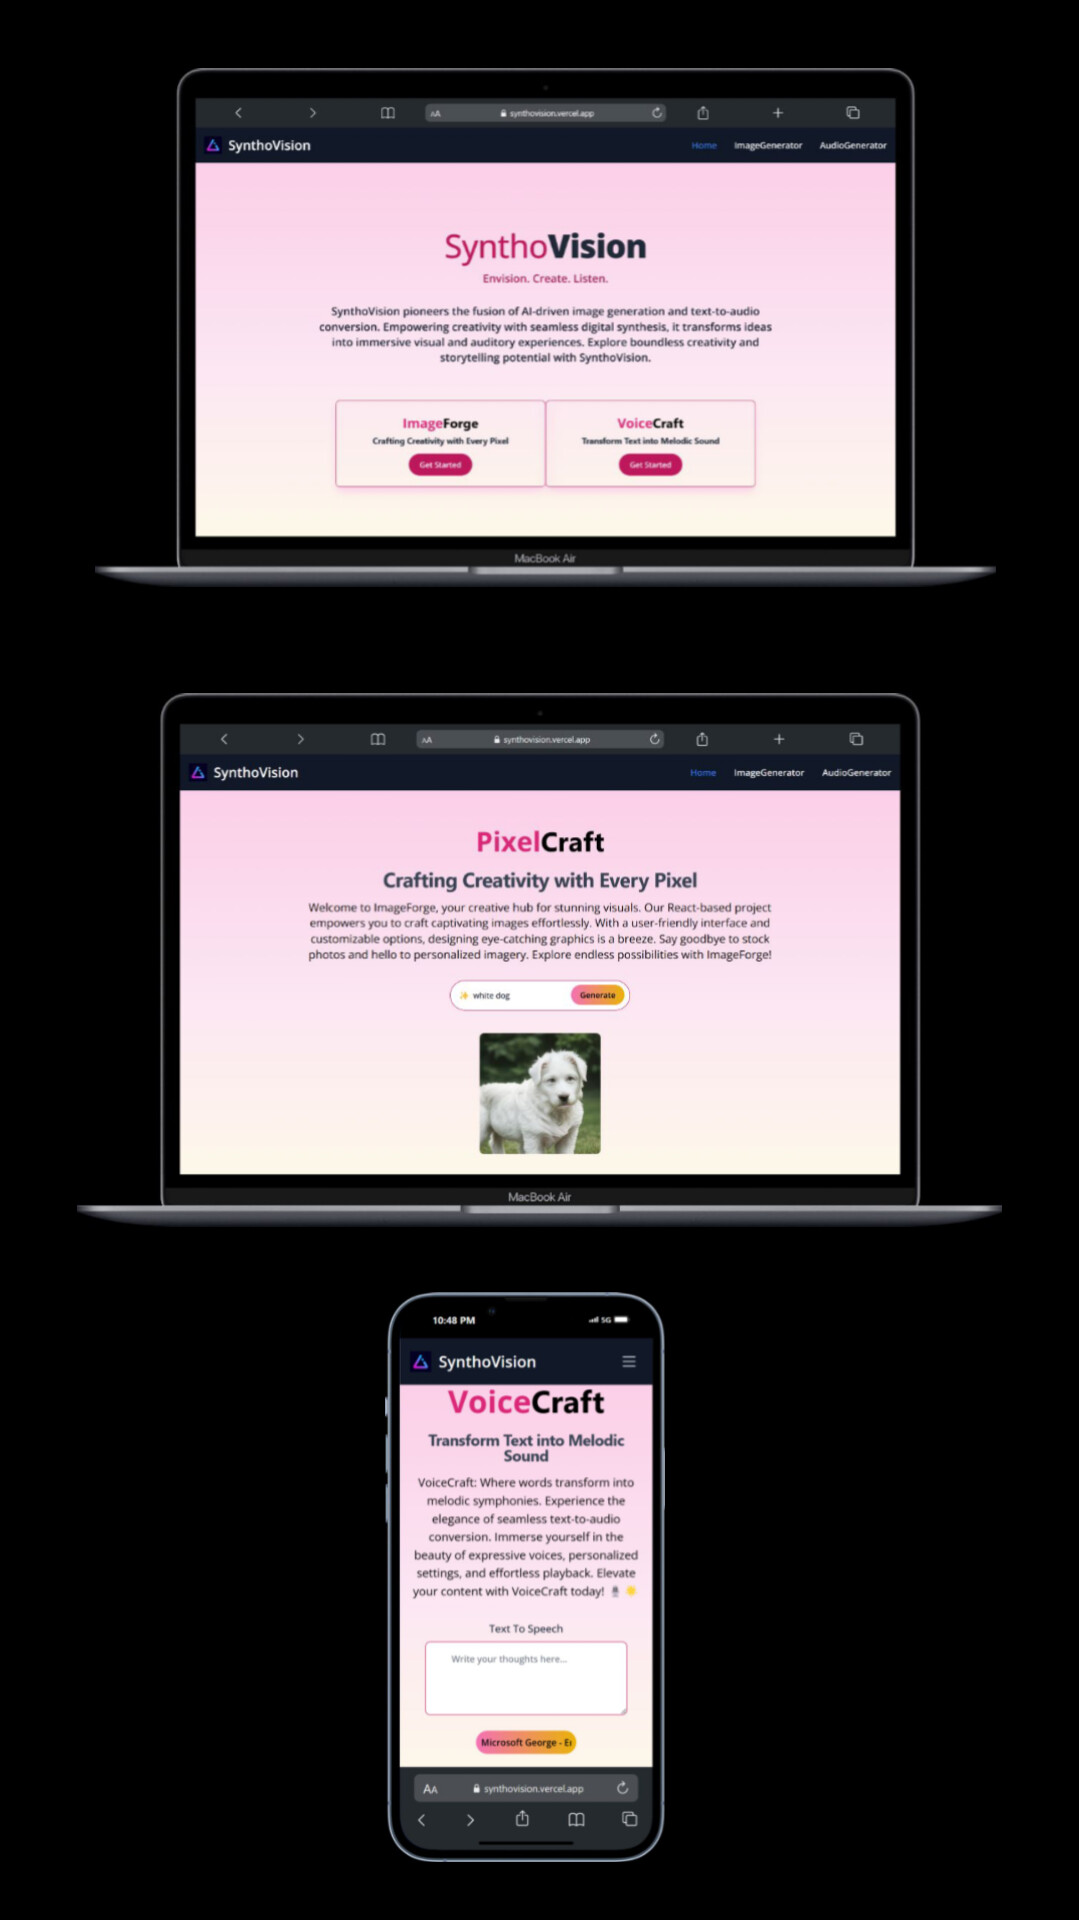 AA synthovision.vercel.app
SynthoVision Home ImageGenerator AudioGenerator
SynthoVision
Envision. Create. Listen.
SynthoVision pioneers the fusion of AI-driven image generation and text-to-audio
conversion. Empowering creativity with seamless digital synthesis, it transforms ideas
into immersive visual and auditory experiences. Explore boundless creativity and
storytelling potential with SynthoVision.
ImageForge
Crafting Creativity with Every Pixel
Get Started
VoiceCraft
Transform Text into Melodic Sound
Get Started
MacBook Air
AA synthovision.vercel.app
SynthoVision Home ImageGenerator AudioGenerator
PixelCraft
Crafting Creativity with Every Pixel
Welcome to ImageForge, your creative hub for stunning visuals. Our React-based project
empowers you to craft captivating images effortlessly. With a user-friendly interface and
customizable options, designing eye-catching graphics is a breeze. Say goodbye to stock
photos and hello to personalized imagery. Explore endless possibilities with ImageForge!
✨ white dog Generate
MacBook Air
10:48 PM 5G
SynthoVision
VoiceCraft
Transform Text into Melodic
Sound
VoiceCraft: Where words transform into
melodic symphonies. Experience the
elegance of seamless text-to-audio
conversion. Immerse yourself in the
beauty of expressive voices, personalized
settings, and effortless playback. Elevate
your content with VoiceCraft today!
Text To Speech
Write your thoughts here...
Microsoft George - E
AA synthovision.vercel.app